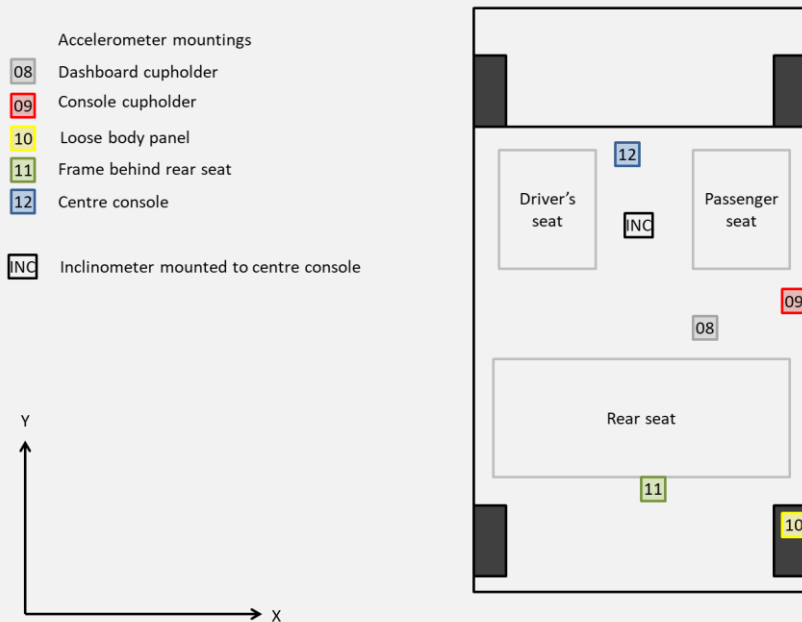 Accelerometer mountings
08 Dashboard cupholder
09 Console cupholder
10 Loose body panel
11 Frame behind rear seat
12 Centre console
INC Inclinometer mounted to centre console
12
Driver's
seat
Passenger
seat
INC
09
08
Rear seat
11
10
Y
X